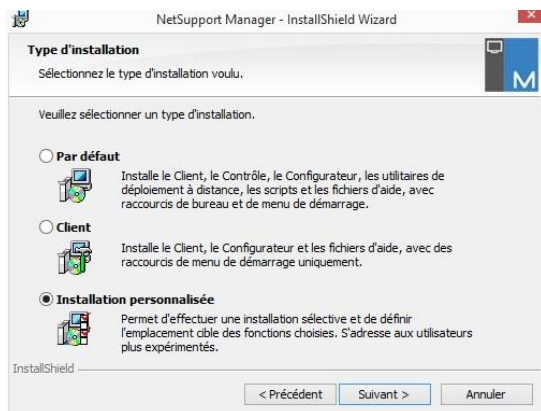 NetSupport Manager - InstallShield Wizard
Type d'installation
Sélectionnez le type d'installation voulu.
M
Veuillez sélectionner un type d'installation.
Par défaut
Installe le Client, le Contrôle, le Configurateur, les utilitaires de
déploiement à distance, les scripts et les fichiers d'aide, avec
raccourcis de bureau et de menu de démarrage.
Client
Installe le Client, le Configurateur et les fichiers d'aide, avec des
raccourcis de menu de démarrage uniquement.
Installation personnalisée
Permet d'effectuer une installation sélective et de définir
l'emplacement cible des fonctions choisies. S'adresse aux utilisateurs
plus expérimentés.
InstallShield
< Précédent
Suivant >
Annuler